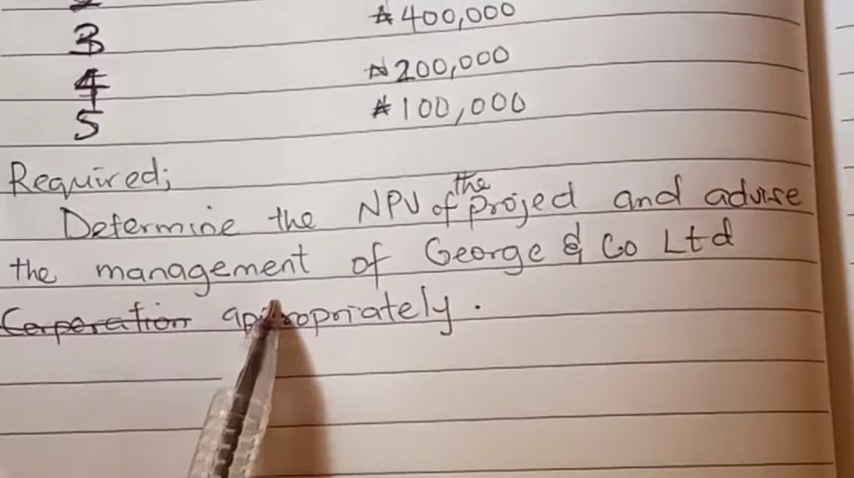 3 ₦400,000
4 ₦200,000
5 ₦100,000
Required;
Determine the NPV of the project and advise
the management of George & Co Ltd
Corporation appropriately.